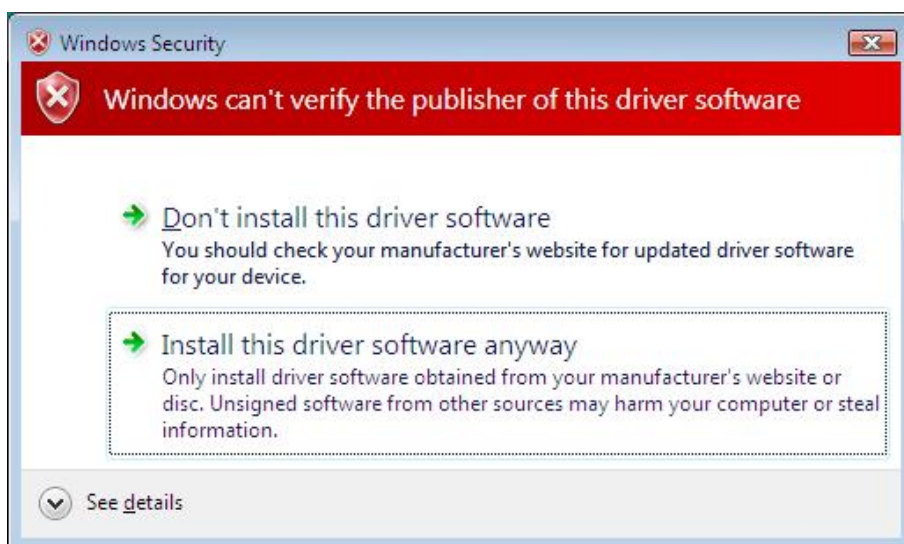 Windows Security
Windows can't verify the publisher of this driver software
Don't install this driver software
You should check your manufacturer's website for updated driver software
for your device.
Install this driver software anyway
Only install driver software obtained from your manufacturer's website or
disc. Unsigned software from other sources may harm your computer or steal
information.
See details